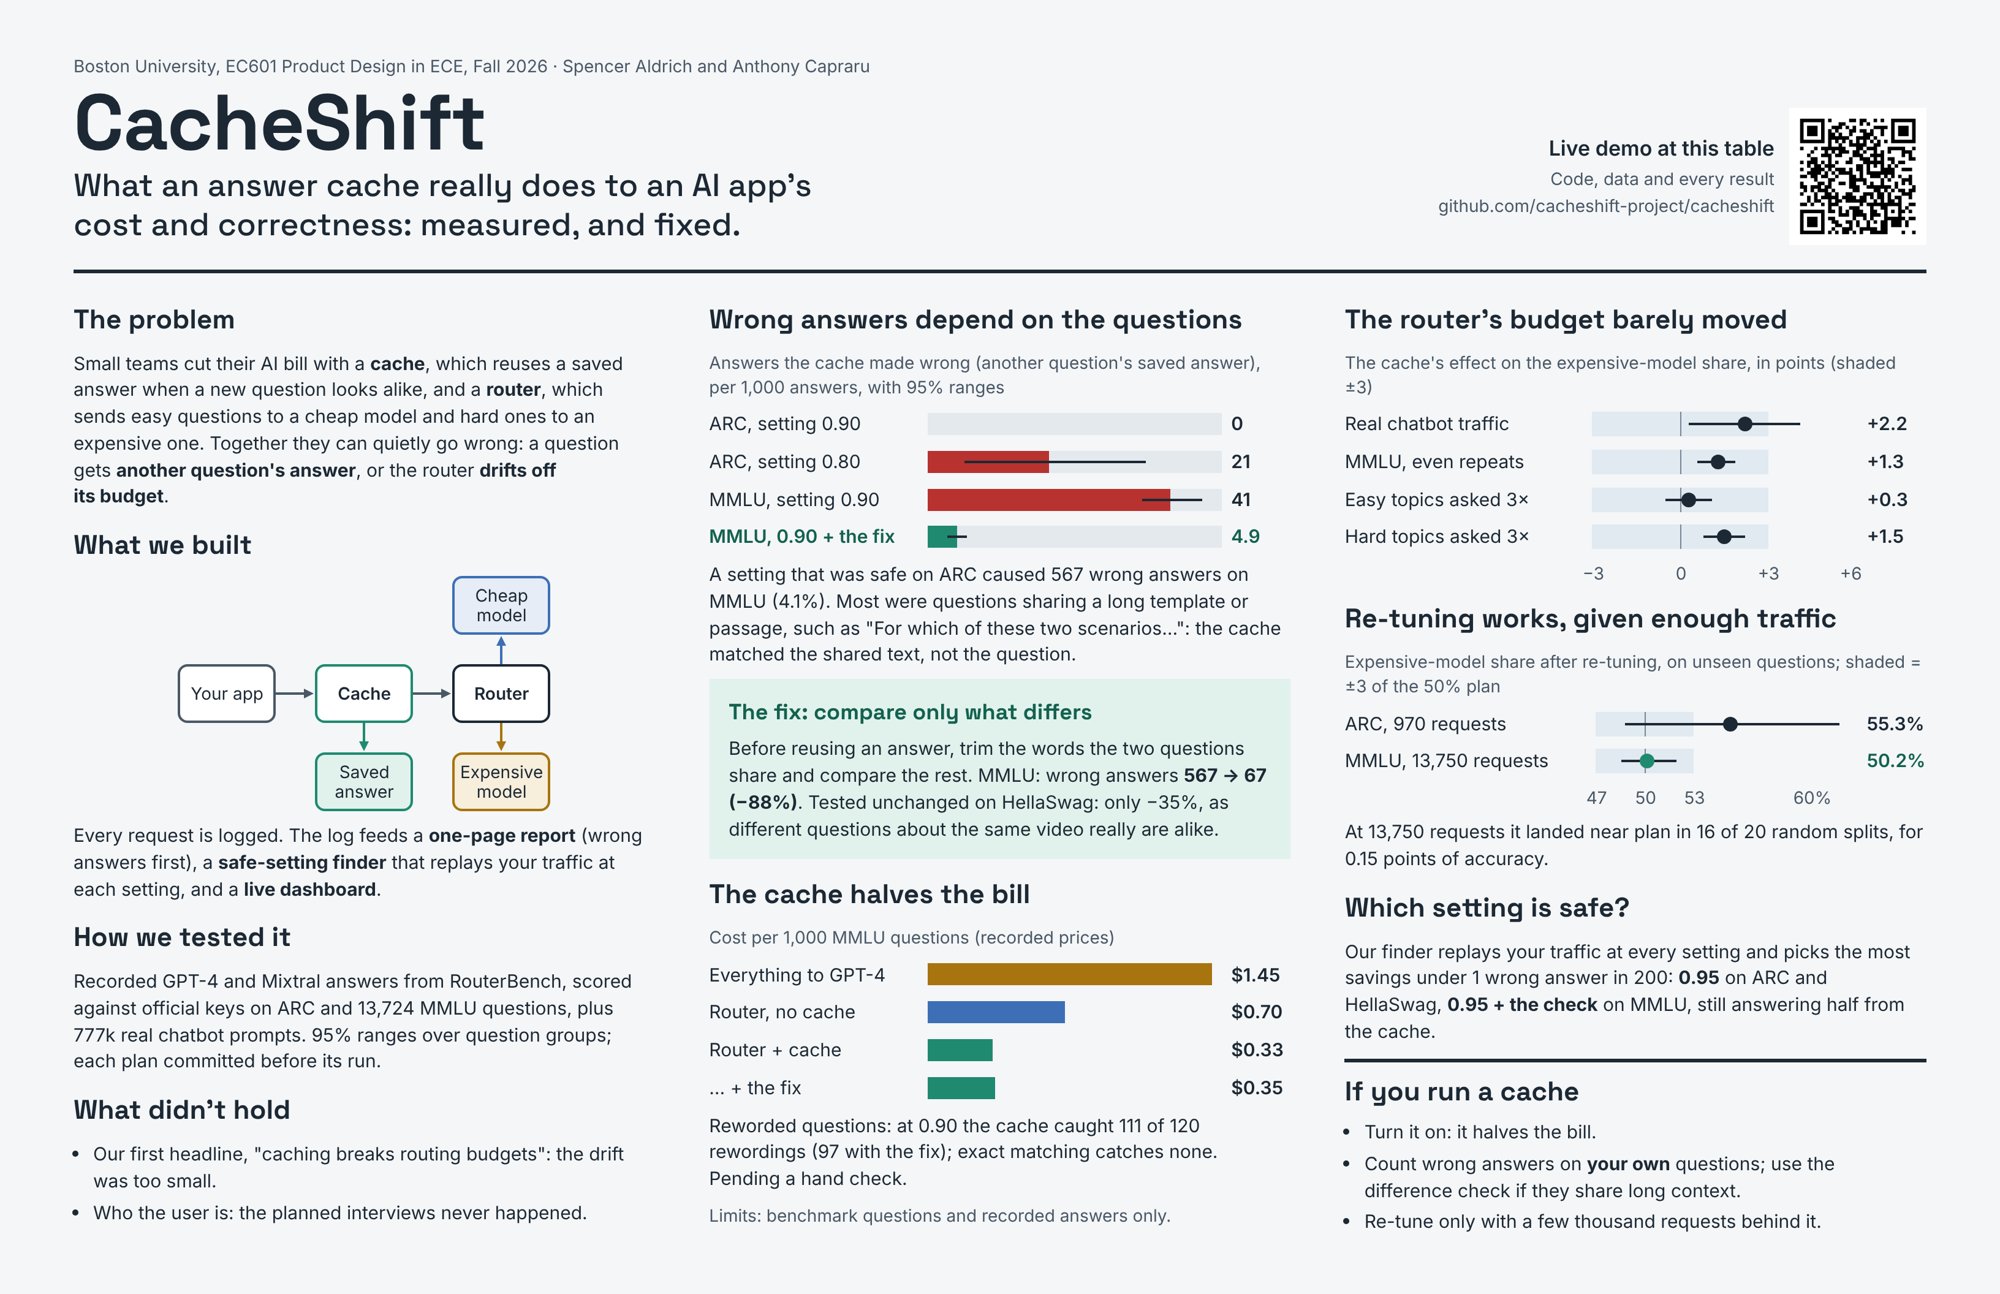 Boston University, EC601 Product Design in ECE, Fall 2026 · Spencer Aldrich and Anthony Capraru
CacheShift
What an answer cache really does to an AI app’s
cost and correctness: measured, and fixed.
Live demo at this table
Code, data and every result
github.com/cacheshift-project/cacheshift
The problem
Small teams cut their AI bill with a cache, which reuses a saved
answer when a new question looks alike, and a router, which
sends easy questions to a cheap model and hard ones to an
expensive one. Together they can quietly go wrong: a question
gets another question's answer, or the router drifts off
its budget.
What we built
Cheap
model
Your app
Cache
Router
Saved
answer
Expensive
model
Every request is logged. The log feeds a one-page report (wrong
answers first), a safe-setting finder that replays your traffic at
each setting, and a live dashboard.
How we tested it
Recorded GPT-4 and Mixtral answers from RouterBench, scored
against official keys on ARC and 13,724 MMLU questions, plus
777k real chatbot prompts. 95% ranges over question groups;
each plan committed before its run.
What didn’t hold
• Our first headline, "caching breaks routing budgets": the drift
was too small.
• Who the user is: the planned interviews never happened.
Wrong answers depend on the questions
Answers the cache made wrong (another question's saved answer),
per 1,000 answers, with 95% ranges
ARC, setting 0.90 0
ARC, setting 0.80 21
MMLU, setting 0.90 41
MMLU, 0.90 + the fix 4.9
A setting that was safe on ARC caused 567 wrong answers on
MMLU (4.1%). Most were questions sharing a long template or
passage, such as "For which of these two scenarios...": the cache
matched the shared text, not the question.
The fix: compare only what differs
Before reusing an answer, trim the words the two questions
share and compare the rest. MMLU: wrong answers 567 → 67
(−88%). Tested unchanged on HellaSwag: only −35%, as
different questions about the same video really are alike.
The cache halves the bill
Cost per 1,000 MMLU questions (recorded prices)
Everything to GPT-4 $1.45
Router, no cache $0.70
Router + cache $0.33
... + the fix $0.35
Reworded questions: at 0.90 the cache caught 111 of 120
rewordings (97 with the fix); exact matching catches none.
Pending a hand check.
Limits: benchmark questions and recorded answers only.
The router’s budget barely moved
The cache's effect on the expensive-model share, in points (shaded
±3)
Real chatbot traffic +2.2
MMLU, even repeats +1.3
Easy topics asked 3× +0.3
Hard topics asked 3× +1.5
−3 0 +3 +6
Re-tuning works, given enough traffic
Expensive-model share after re-tuning, on unseen questions; shaded =
±3 of the 50% plan
ARC, 970 requests 55.3%
MMLU, 13,750 requests 50.2%
47 50 53 60%
At 13,750 requests it landed near plan in 16 of 20 random splits, for
0.15 points of accuracy.
Which setting is safe?
Our finder replays your traffic at every setting and picks the most
savings under 1 wrong answer in 200: 0.95 on ARC and
HellaSwag, 0.95 + the check on MMLU, still answering half from
the cache.
If you run a cache
• Turn it on: it halves the bill.
• Count wrong answers on your own questions; use the
difference check if they share long context.
• Re-tune only with a few thousand requests behind it.